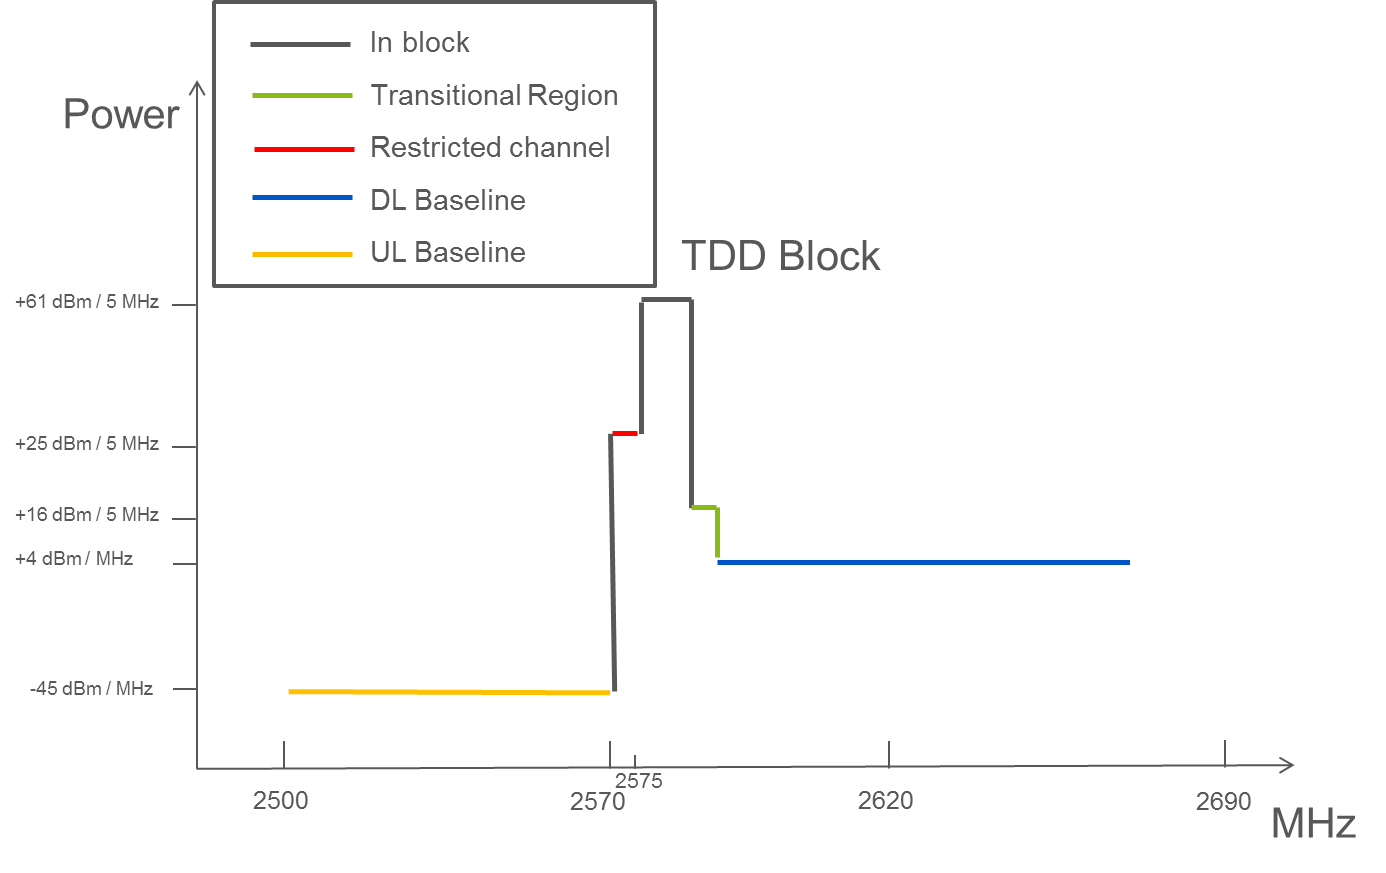 In block
Transitional Region
Restricted channel
DL Baseline
UL Baseline
Power
TDD Block
+61 dBm / 5 MHz
+25 dBm / 5 MHz
+16 dBm / 5 MHz
+4 dBm / MHz
-45 dBm / MHz
2575
2500
2570
2620
2690
MHz